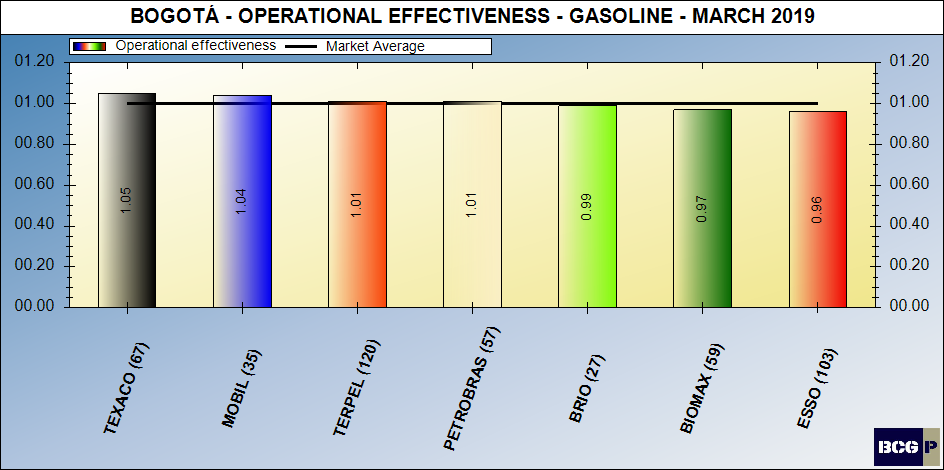 BOGOTÁ - OPERATIONAL EFFECTIVENESS - GASOLINE - MARCH 2019
Operational effectiveness Market Average
01.20 01.20
01.00 01.00
00.80 00.80
00.60 00.60
00.40 00.40
00.20 00.20
00.00 00.00
1.05 1.04 1.01 1.01 0.99 0.97 0.96
TEXACO (67) MOBIL (35) TERPEL (120) PETROBRAS (57) BRIO (27) BIOMAX (59) ESSO (103)
BCG P